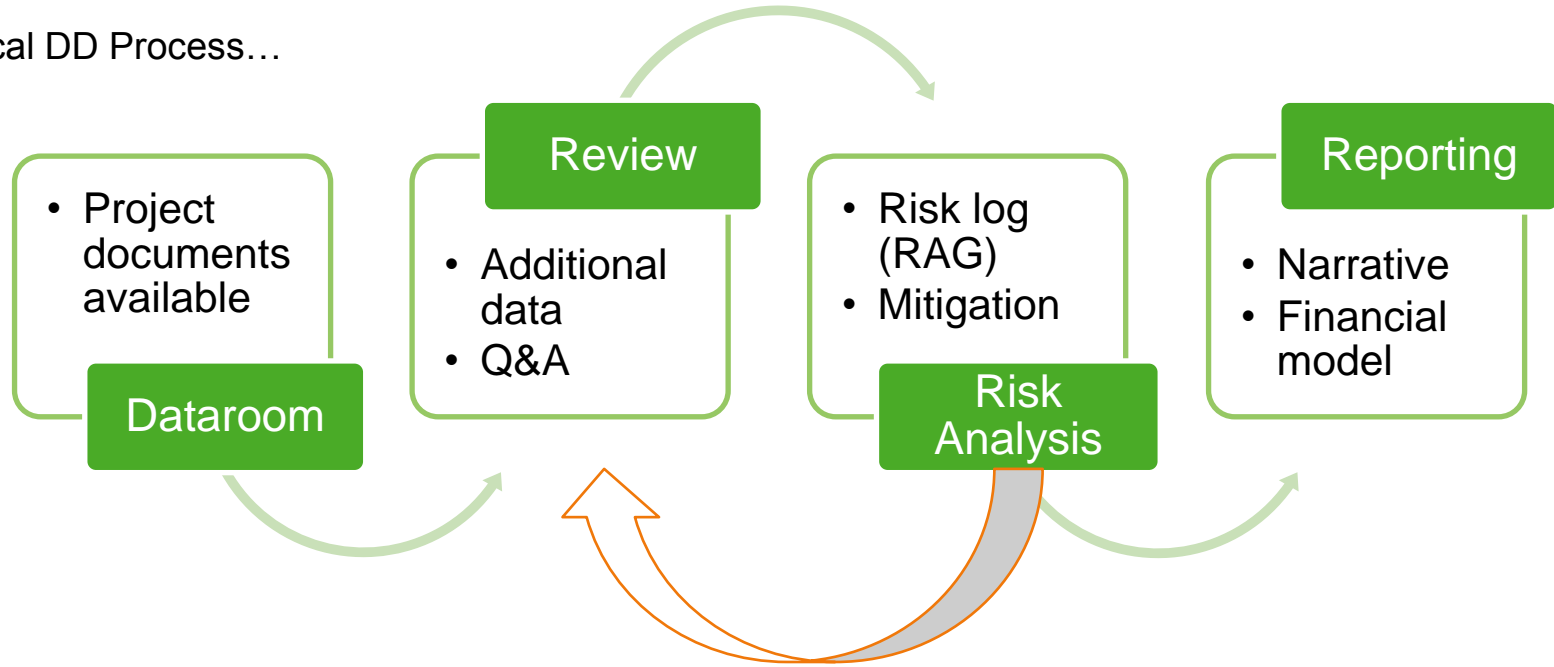 cal DD Process…
• Project
documents
available
Dataroom
Review
• Additional
data
• Q&A
• Risk log
(RAG)
• Mitigation
Risk
Analysis
Reporting
• Narrative
• Financial
model